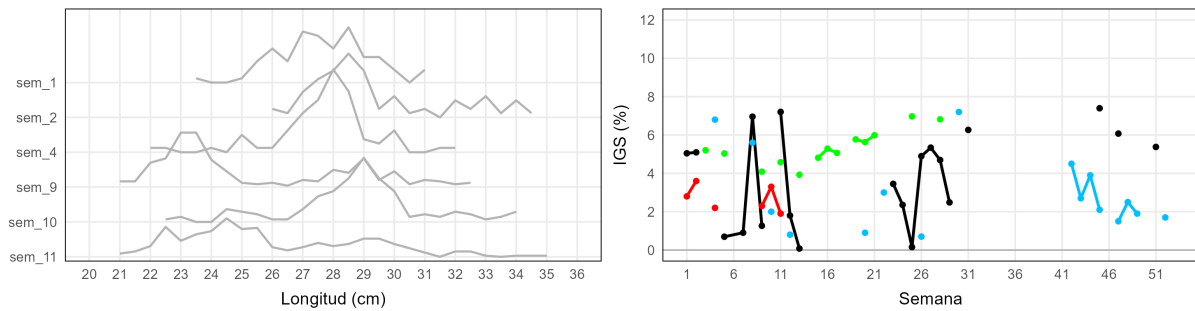 sem_1
sem_2
sem_4
sem_9
sem_10
sem_11
20 21 22 23 24 25 26 27 28 29 30 31 32 33 34 35 36
Longitud (cm)
12
10
8
6
4
2
0
IGS (%)
1 6 11 16 21 26 31 36 41 46 51
Semana